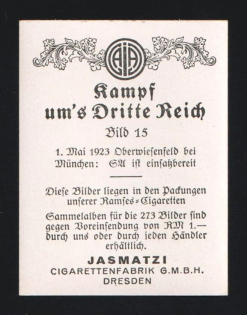 AJA
Kampf
um's Dritte Reich
Bild 15
1. Mai 1923 Oberwiesenfeld bei
München: SA ist einsatzbereit
Diese Bilder liegen in den Packungen
unserer Ramses-Cigaretten
Sammelalben für die 273 Bilder sind
gegen Voreinsendung von RM 1.—
durch uns oder durch jeden Händler
erhältlich.
JASMATZI
CIGARETTENFABRIK G.M.B.H.
DRESDEN